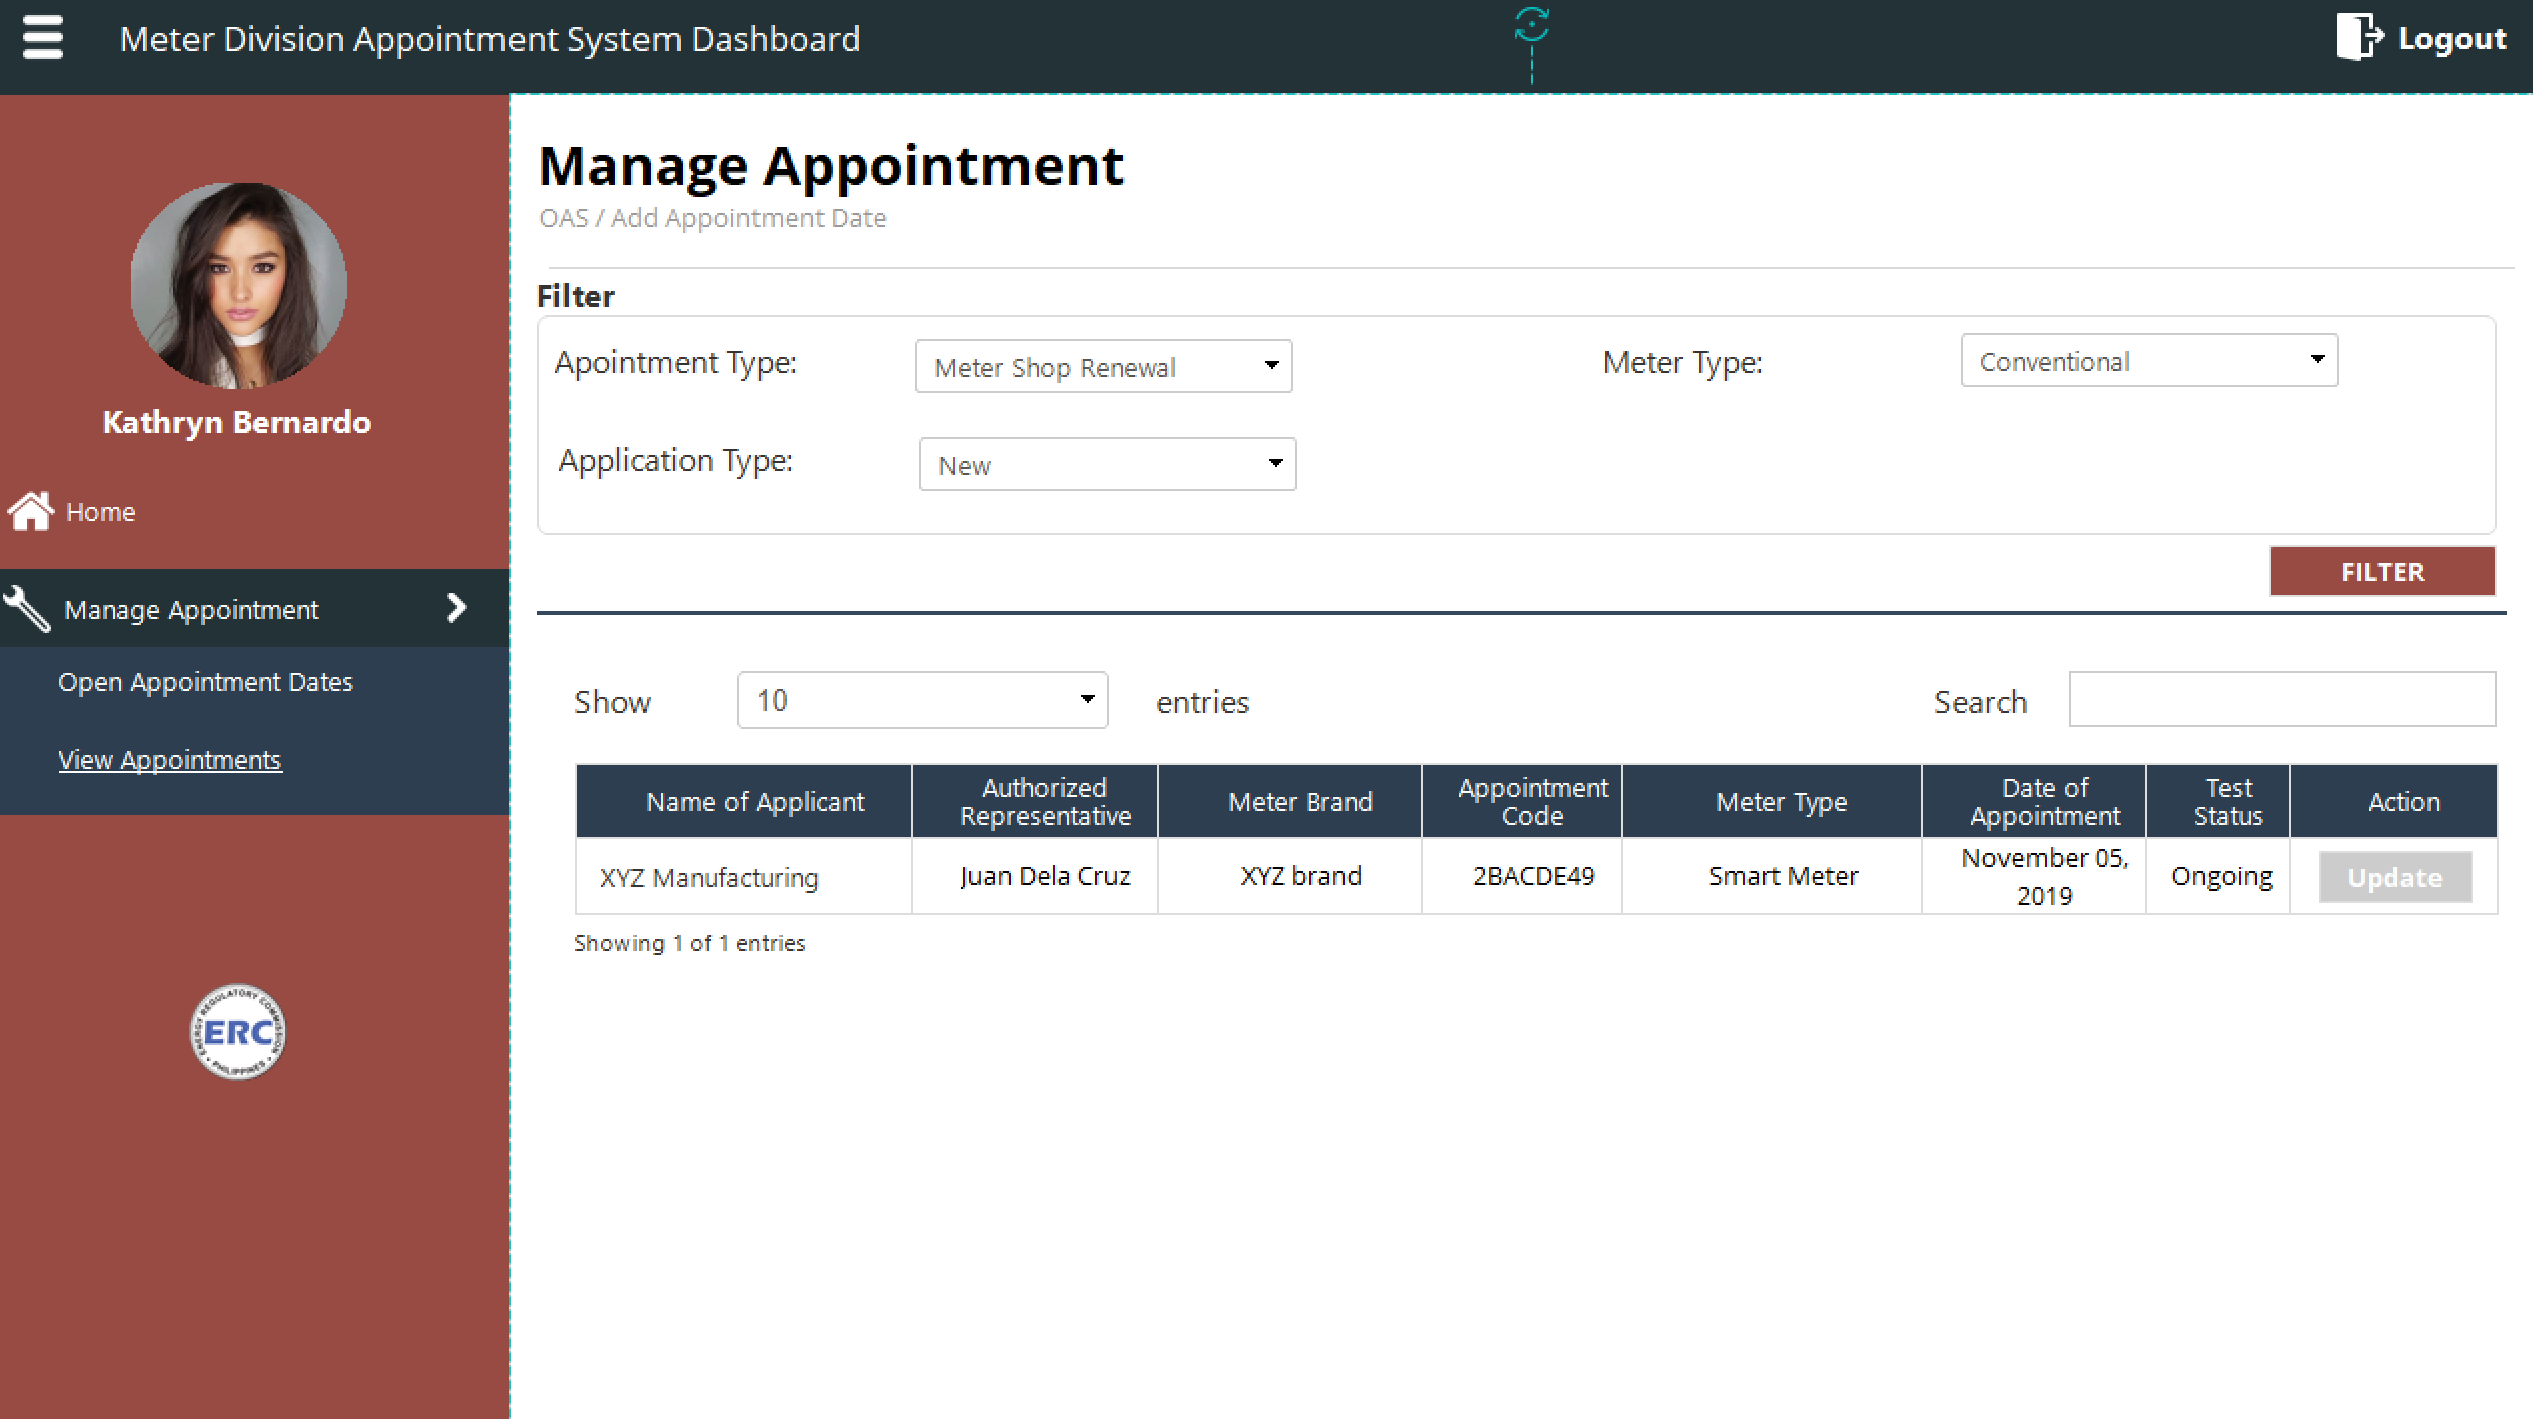 Meter Division Appointment System Dashboard
Logout
Kathryn Bernardo
Home
Manage Appointment
Open Appointment Dates
View Appointments
ENERGY REGULATORY COMMISSION
ERC
PHILIPPINES
Manage Appointment
OAS / Add Appointment Date
Filter
Apointment Type: Meter Shop Renewal Meter Type: Conventional
Application Type: New
FILTER
Show 10 entries Search
Name of Applicant Authorized Representative Meter Brand Appointment Code Meter Type Date of Appointment Test Status Action
XYZ Manufacturing Juan Dela Cruz XYZ brand 2BACDE49 Smart Meter November 05, 2019 Ongoing Update
Showing 1 of 1 entries